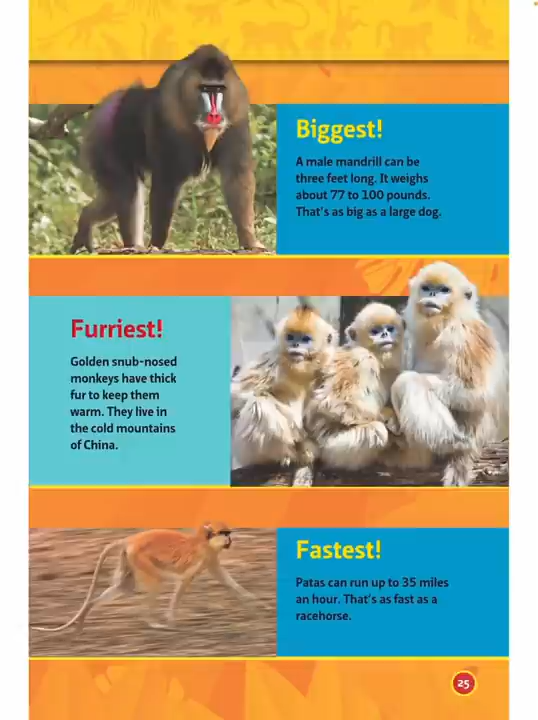 Biggest!
A male mandrill can be
three feet long. It weighs
about 77 to 100 pounds.
That's as big as a large dog.
Furriest!
Golden snub-nosed
monkeys have thick
fur to keep them
warm. They live in
the cold mountains
of China.
Fastest!
Patas can run up to 35 miles
an hour. That's as fast as a
racehorse.
25